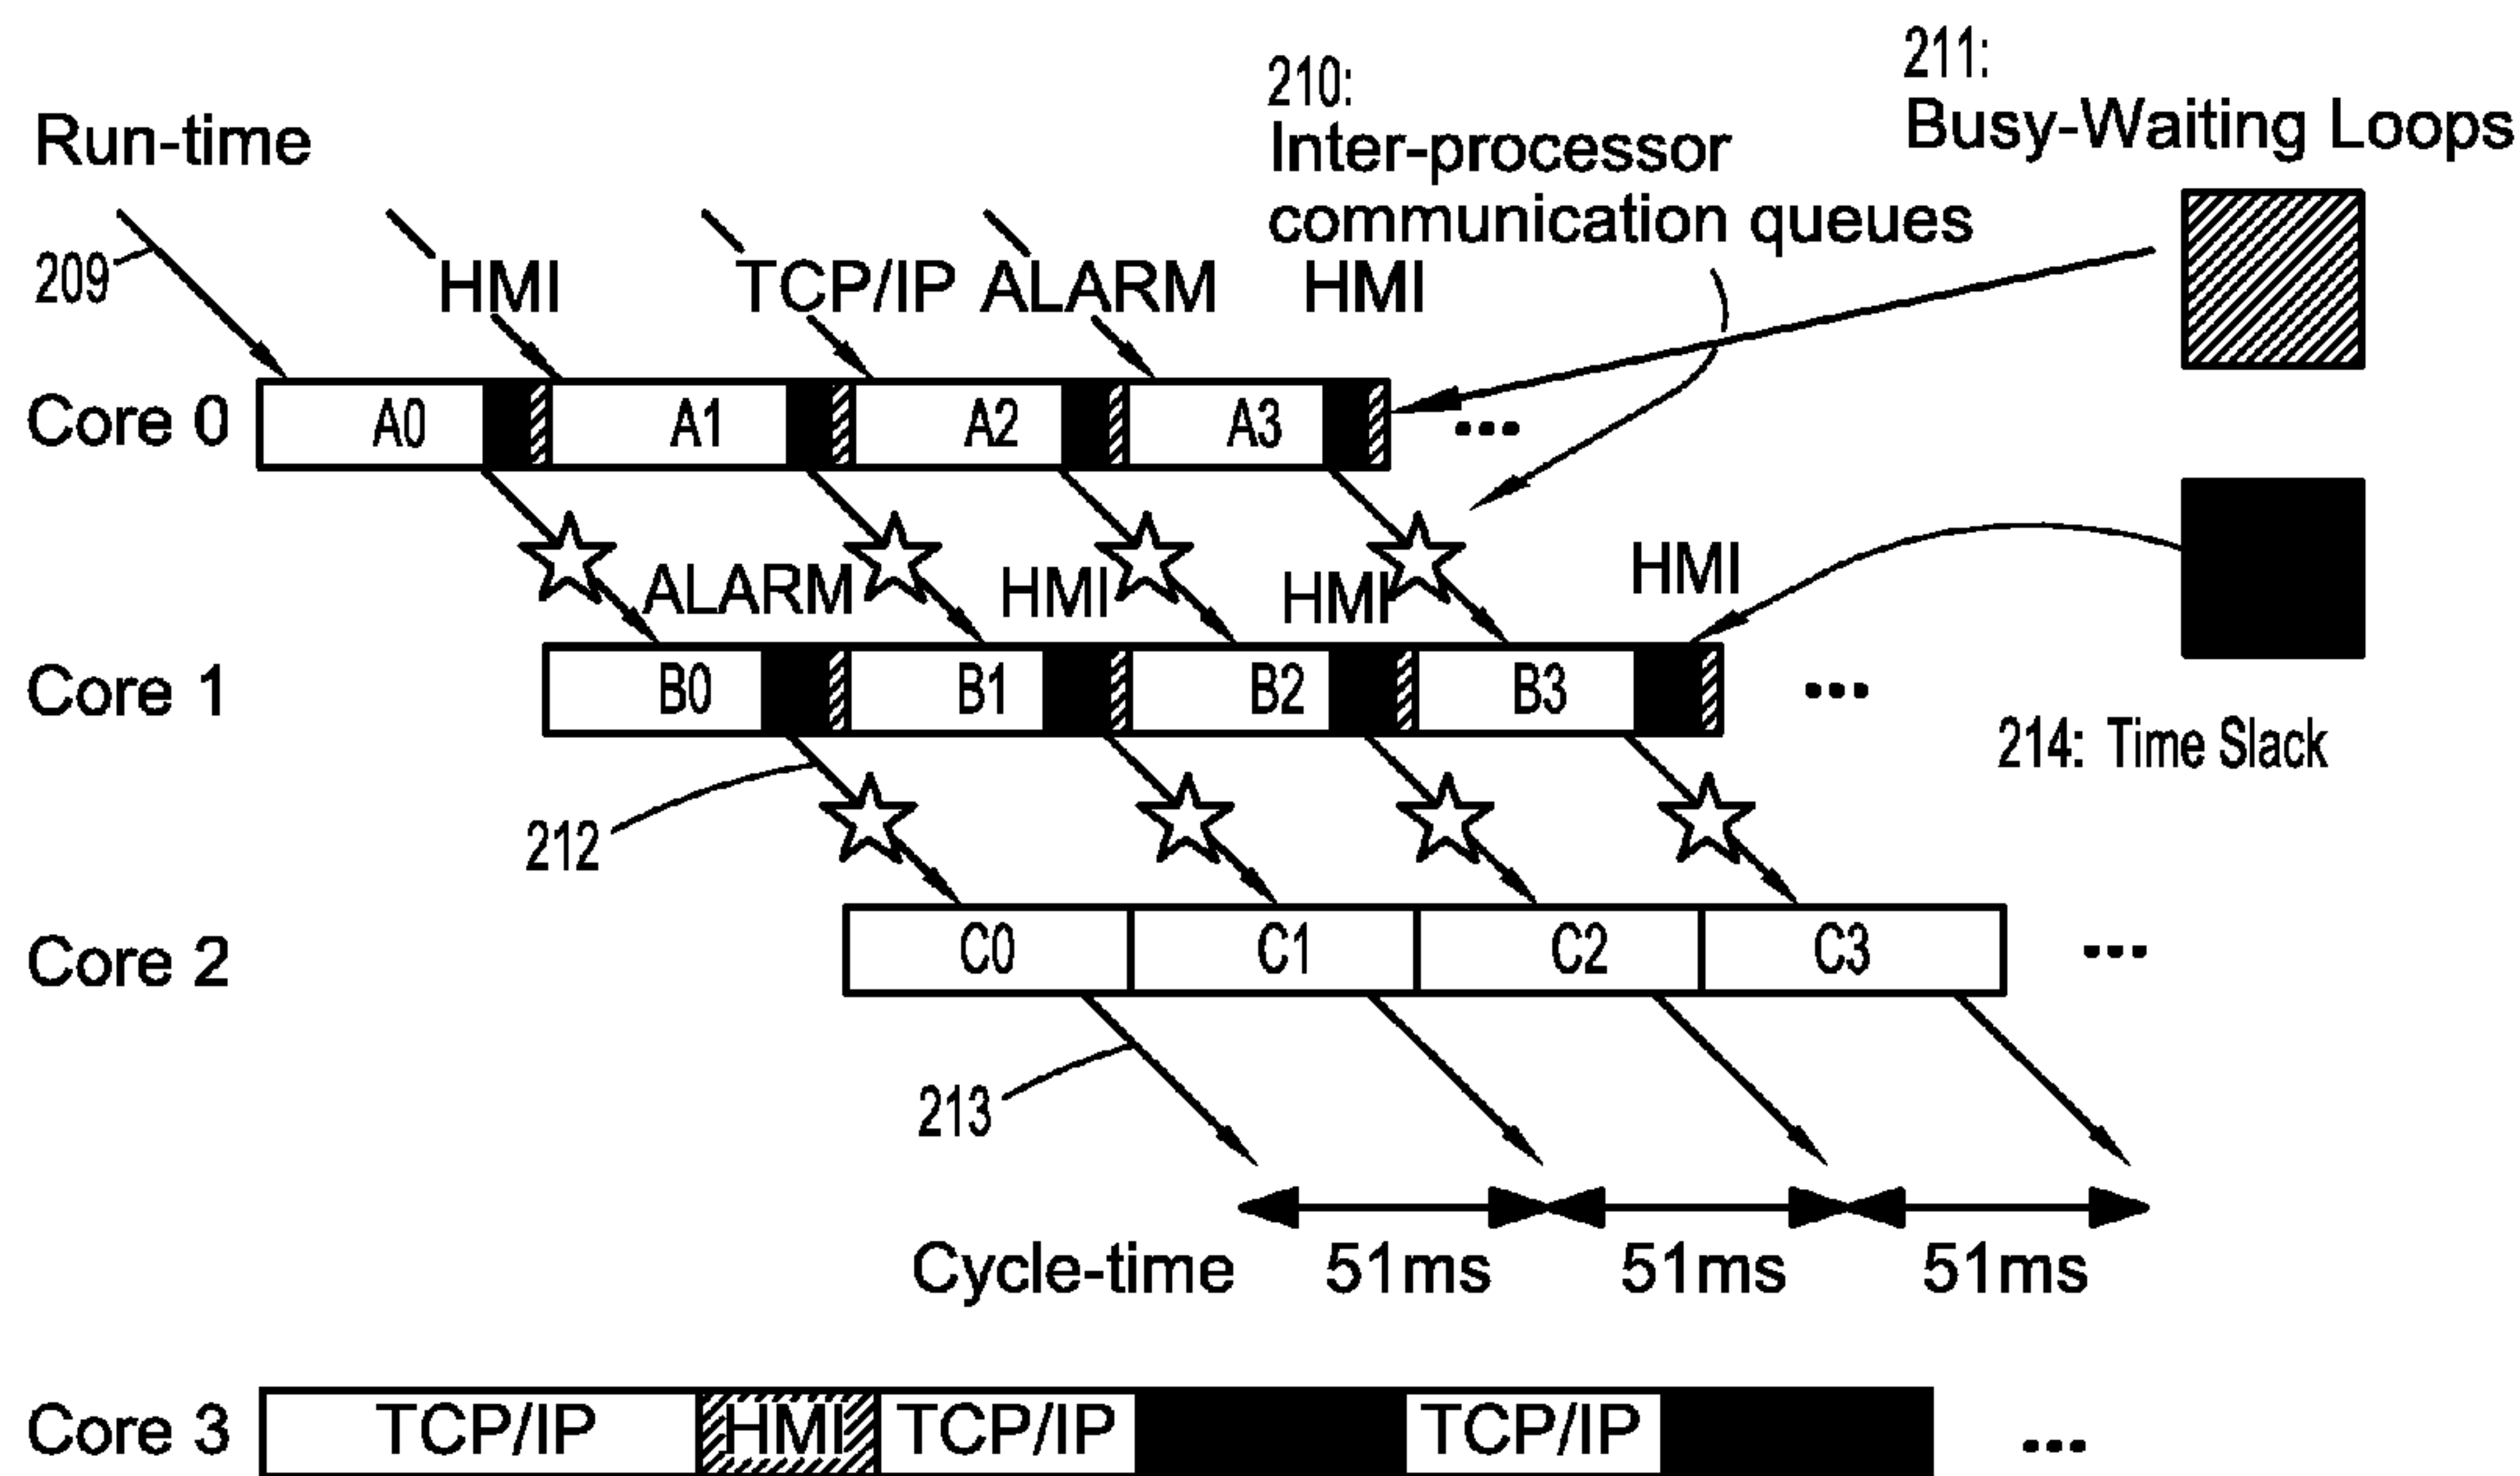 210:
211:
Run-time
Inter-processor
communication queues
Busy-Waiting Loops
209
HMI
TCP/IP
ALARM
HMI
Core 0
A0
A1
A2
A3
...
ALARM
HMI
HMI
HMI
Core 1
B0
B1
B2
B3
...
214: Time Slack
212
Core 2
C0
C1
C2
C3
...
213
Cycle-time
51ms
51ms
51ms
Core 3
TCP/IP
HMI
TCP/IP
TCP/IP
...